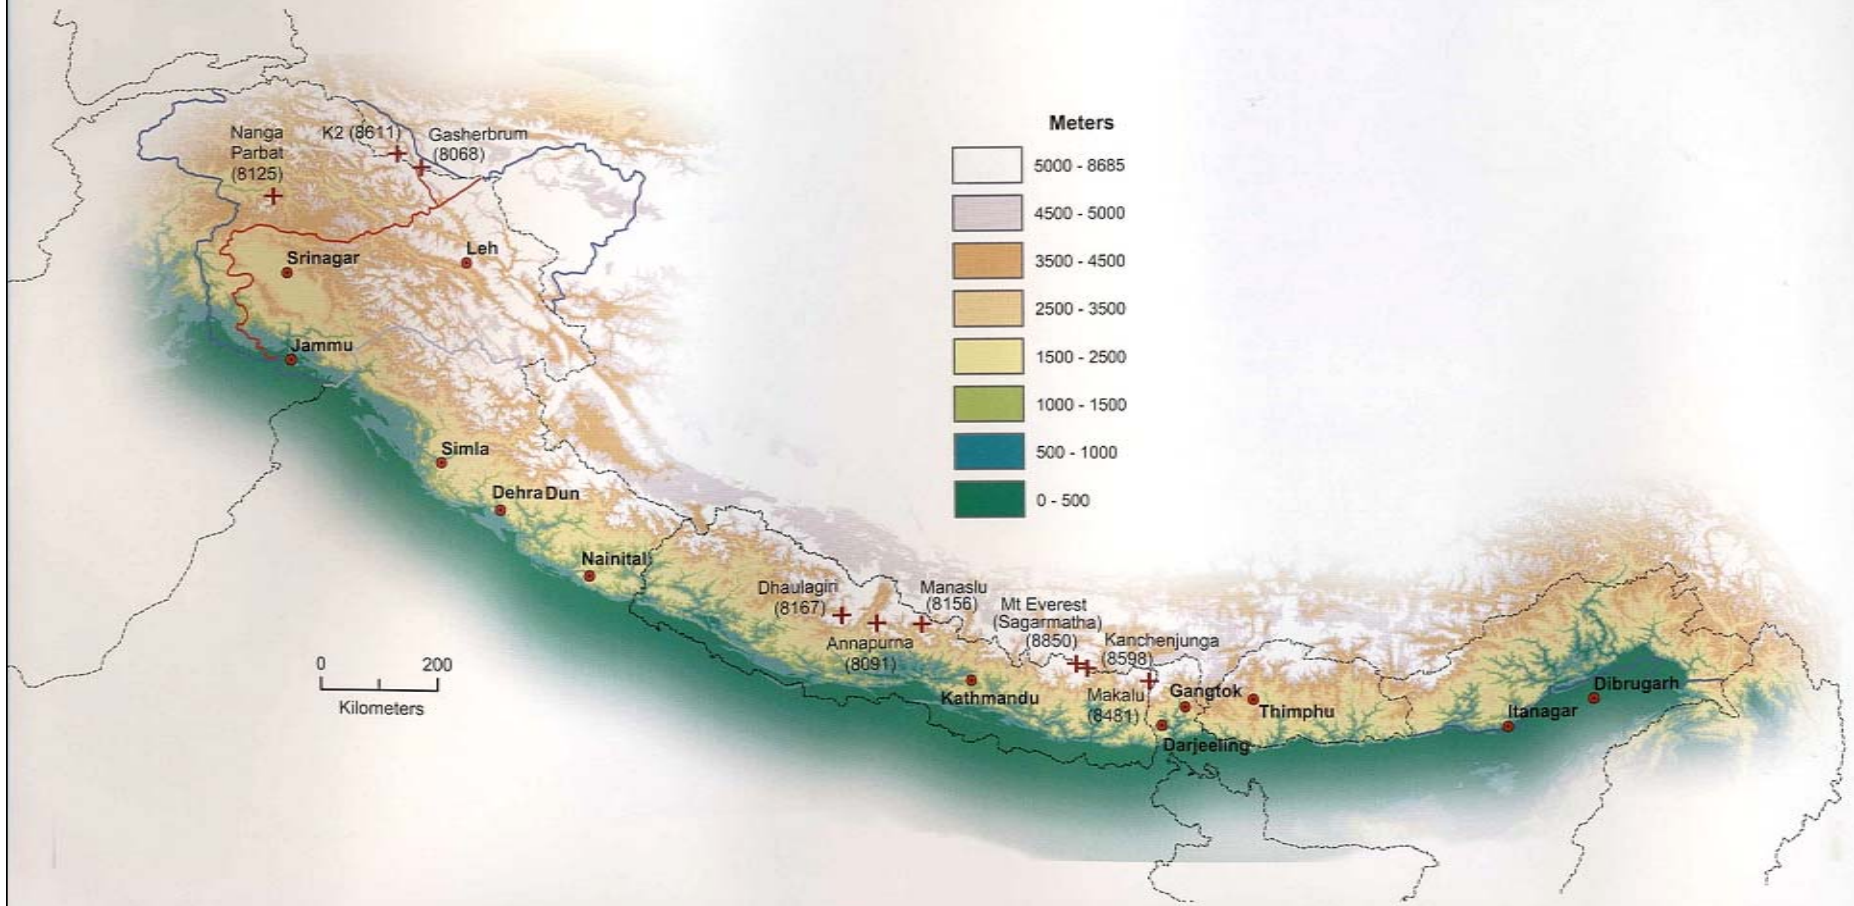 Nanga
Parbat
(8125)
K2 (8611)
Gasherbrum
(8068)
Srinagar
Leh
Jammu
Simla
Dehra Dun
Nainital
Dhaulagiri
(8167)
Annapurna
(8091)
Manaslu
(8156)
Mt Everest
(Sagarmatha)
(8850)
Kanchenjunga
(8598)
Makalu
(8481)
Kathmandu
Gangtok
Darjeeling
Thimphu
Itanagar
Dibrugarh
Meters
5000 - 8685
4500 - 5000
3500 - 4500
2500 - 3500
1500 - 2500
1000 - 1500
500 - 1000
0 - 500
0 200
Kilometers